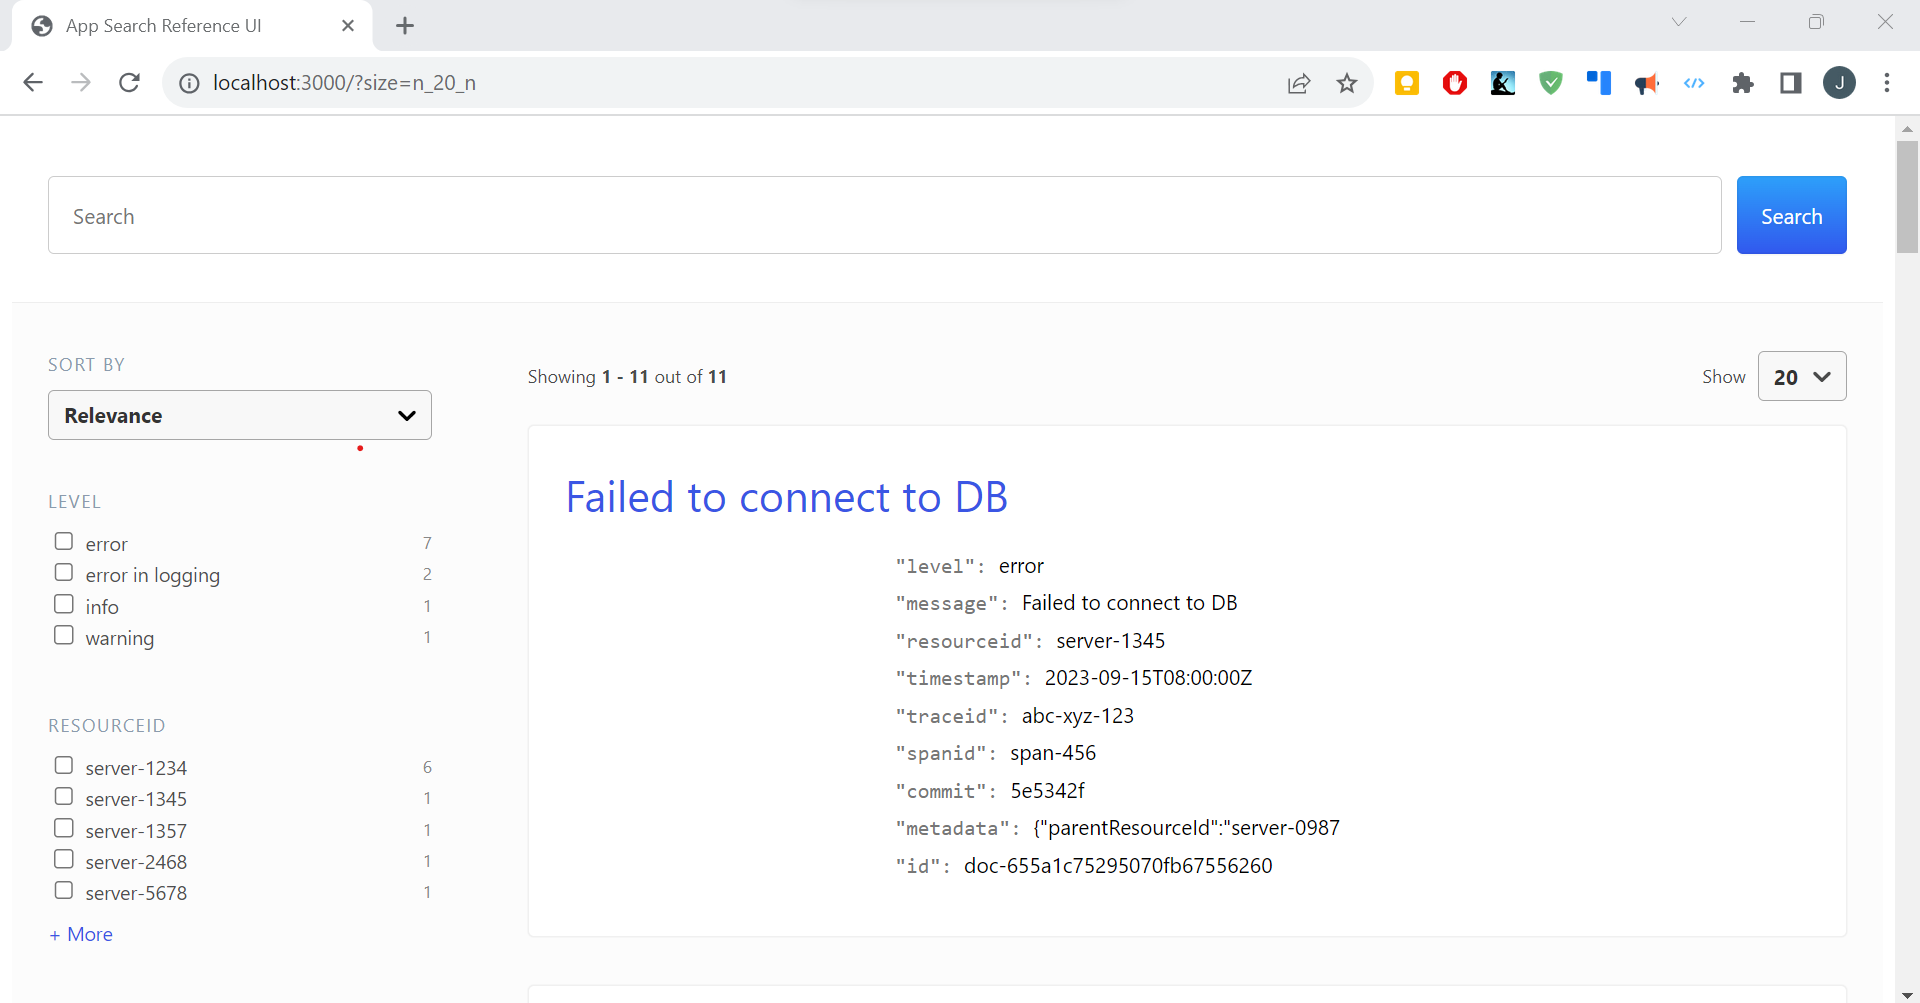 App Search Reference UI
localhost:3000/?size=n_20_n
J
Search
Search
SORT BY
Relevance
Showing 1 - 11 out of 11
Show 20
LEVEL
error 7
error in logging 2
info 1
warning 1
RESOURCEID
server-1234 6
server-1345 1
server-1357 1
server-2468 1
server-5678 1
+ More
Failed to connect to DB
"level": error
"message": Failed to connect to DB
"resourceid": server-1345
"timestamp": 2023-09-15T08:00:00Z
"traceid": abc-xyz-123
"spanid": span-456
"commit": 5e5342f
"metadata": {"parentResourceId":"server-0987
"id": doc-655a1c75295070fb67556260